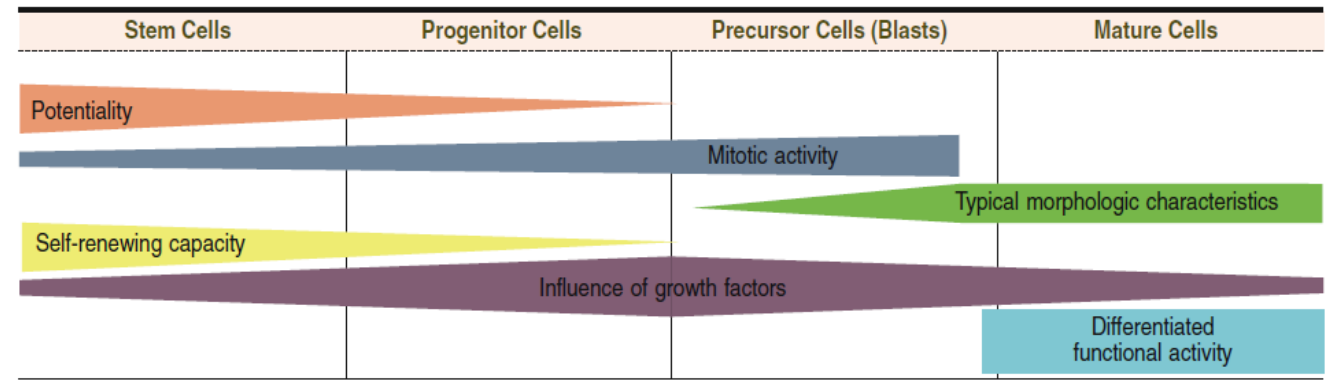 Stem Cells
Progenitor Cells
Precursor Cells (Blasts)
Mature Cells
Potentiality
Mitotic activity
Typical morphologic characteristics
Self-renewing capacity
Influence of growth factors
Differentiated
functional activity